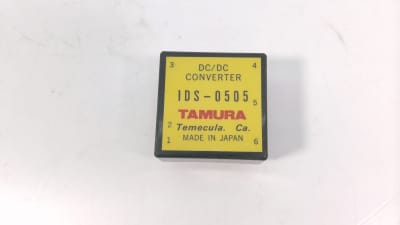 3 4
DC/DC
CONVERTER
IDS-0505
5
TAMURA
2
Temecula. Ca.
1 MADE IN JAPAN 6